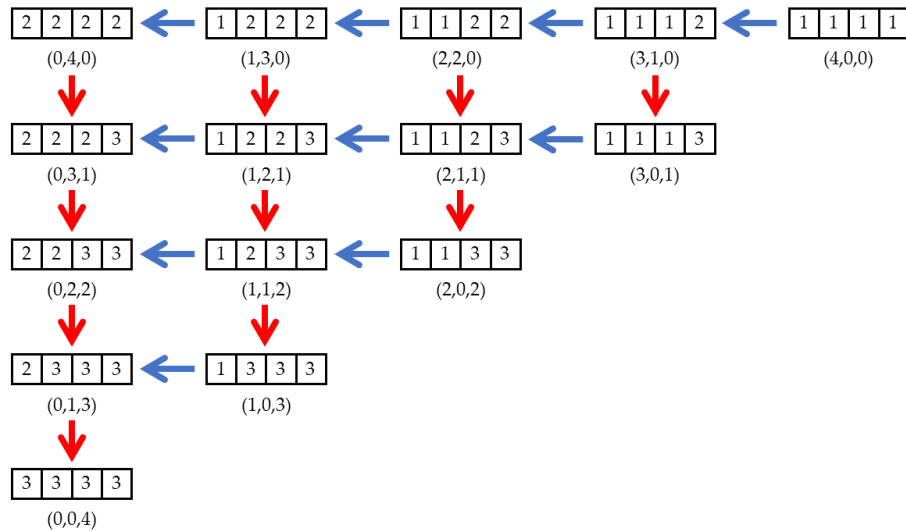 2 2 2 2 1 2 2 2 1 1 2 2 1 1 1 2 1 1 1 1
(0,4,0) (1,3,0) (2,2,0) (3,1,0) (4,0,0)
2 2 2 3 1 2 2 3 1 1 2 3 1 1 1 3
(0,3,1) (1,2,1) (2,1,1) (3,0,1)
2 2 3 3 1 2 3 3 1 1 3 3
(0,2,2) (1,1,2) (2,0,2)
2 3 3 3 1 3 3 3
(0,1,3) (1,0,3)
3 3 3 3
(0,0,4)